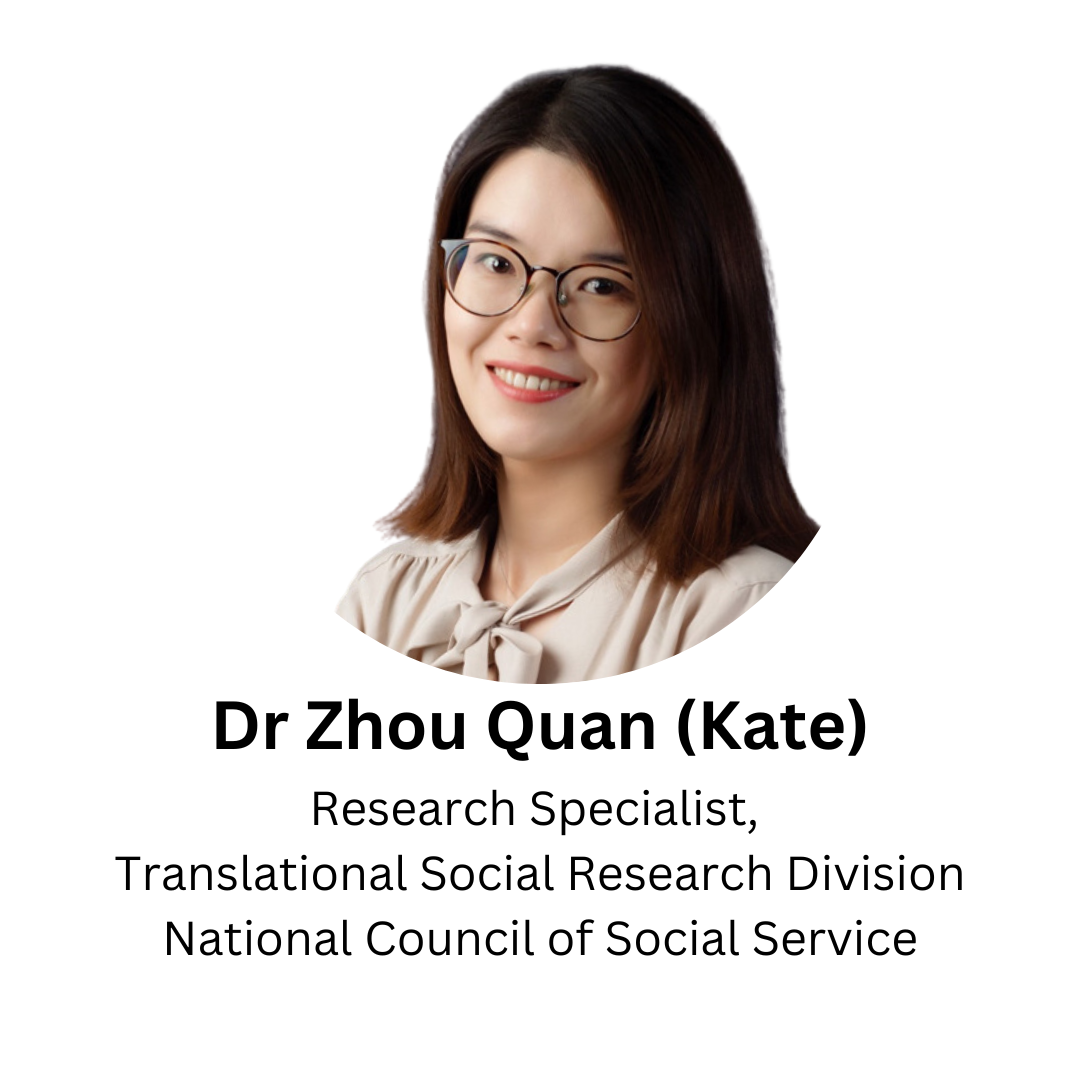 Dr Zhou Quan (Kate)
Research Specialist,
Translational Social Research Division
National Council of Social Service